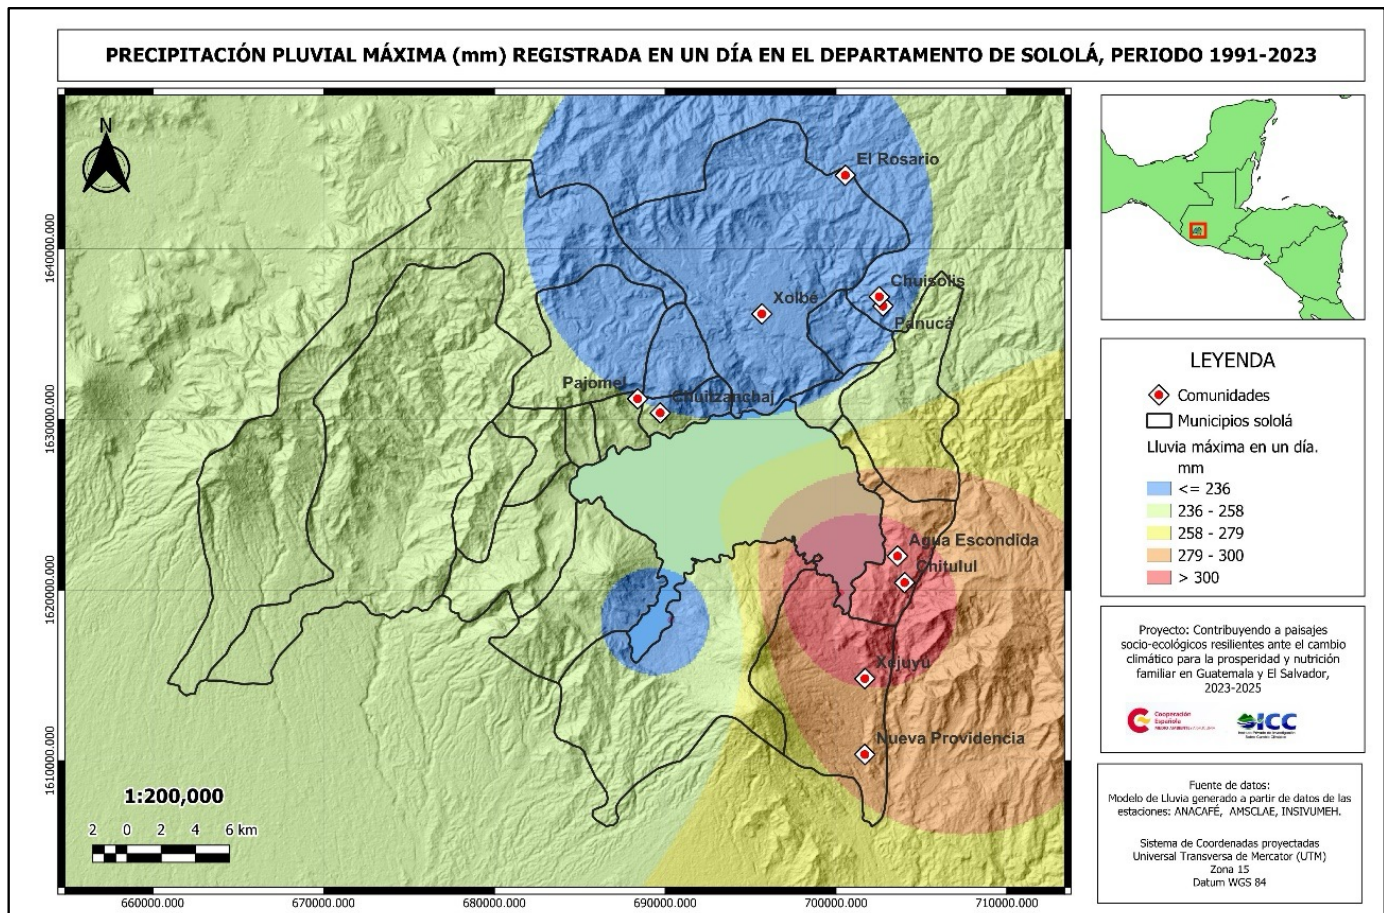 PRECIPITACIÓN PLUVIAL MÁXIMA (mm) REGISTRADA EN UN DÍA EN EL DEPARTAMENTO DE SOLOLÁ, PERIODO 1991-2023
N
El Rosario
Chuisolis
Xolbé
Panucá
Pajomel
Chuitzanchaj
Agua Escondida
Chitulul
Xejuyú
Nueva Providencia
1640000.000
1630000.000
1620000.000
1610000.000
1:200,000
2 0 2 4 6 km
660000.000 670000.000 680000.000 690000.000 700000.000 710000.000
LEYENDA
Comunidades
Municipios sololá
Lluvia máxima en un día.
mm
<= 236
236 - 258
258 - 279
279 - 300
> 300
Proyecto: Contribuyendo a paisajes
socio-ecológicos resilientes ante el cambio
climático para la prosperidad y nutrición
familiar en Guatemala y El Salvador,
2023-2025
Cooperación
Española
ICC
Fuente de datos:
Modelo de Lluvia generado a partir de datos de las
estaciones: ANACAFÉ, AMSCLAE, INSIVUMEH.
Sistema de Coordenadas proyectadas
Universal Transversa de Mercator (UTM)
Zona 15
Datum WGS 84